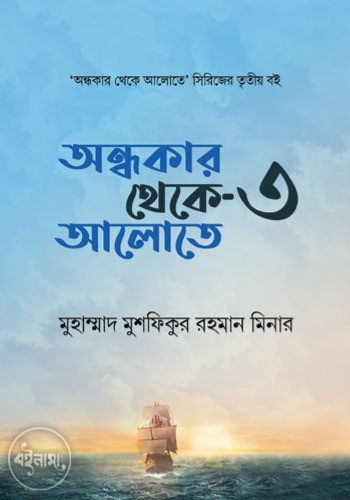 ‘অন্ধকার থেকে আলোতে’ সিরিজের তৃতীয় বই
অন্ধকার
থেকে-৩
আলোতে
মুহাম্মাদ মুশফিকুর রহমান মিনার
বইনামা